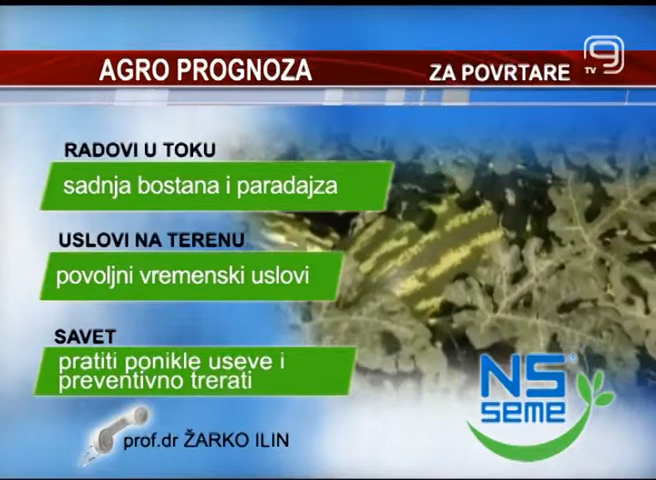 AGRO PROGNOZA
ZA POVRTARE
9
TV
RADOVI U TOKU
sadnja bostana i paradajza
USLOVI NA TERENU
povoljni vremenski uslovi
SAVET
pratiti ponikle useve i
preventivno trerati
prof.dr ŽARKO ILIN
NS®
seme